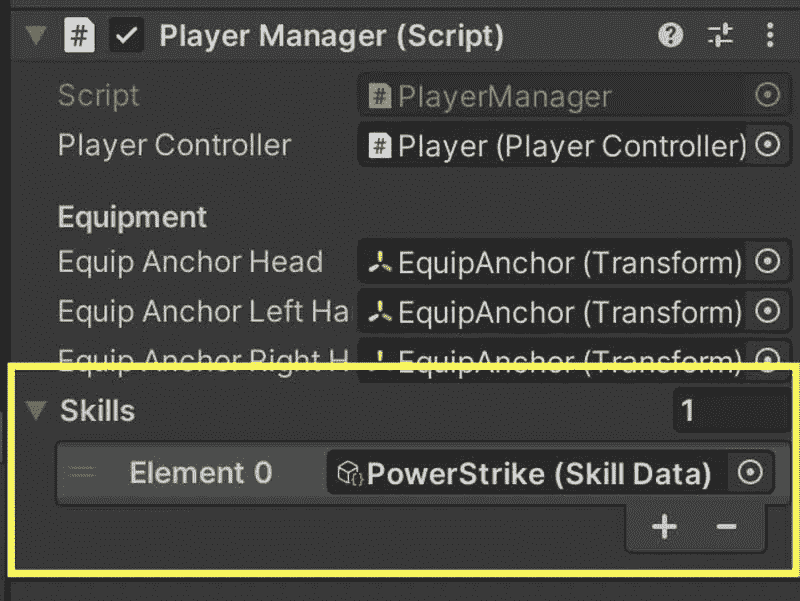 Player Manager (Script)
Script PlayerManager
Player Controller Player (Player Controller)
Equipment
Equip Anchor Head EquipAnchor (Transform)
Equip Anchor Left Ha EquipAnchor (Transform)
Equip Anchor Right H EquipAnchor (Transform)
Skills 1
Element 0 PowerStrike (Skill Data)